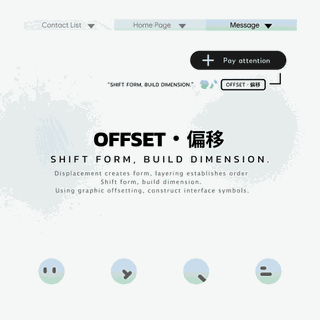 Contact List
Home Page
Message
Pay attention
"SHIFT FORM, BUILD DIMENSION."
OFFSET・偏移
OFFSET・偏移
SHIFT FORM, BUILD DIMENSION.
Displacement creates form, layering establishes order
Shift form, build dimension.
Using graphic offsetting, construct interface symbols.